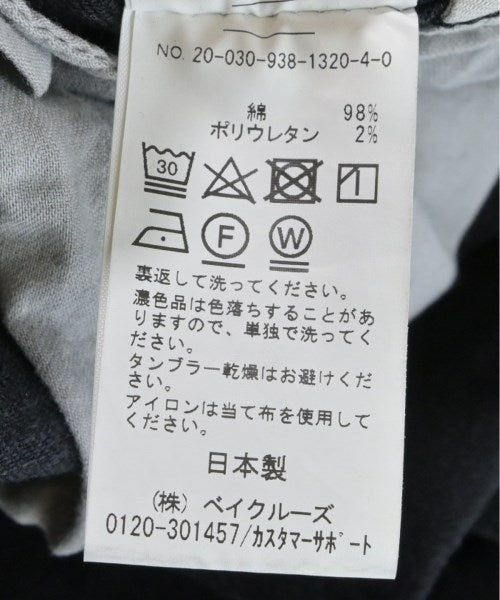 NO. 20-030-938-1320-4-0
綿 98%
ポリウレタン 2%
30
F W
裏返して洗ってください。
濃色品は色落ちすることがあ
りますので、単独で洗ってく
ださい。
タンブラー乾燥はお避けくだ
さい。
アイロンは当て布を使用して
ください。
日本製
(株) ベイクルーズ
0120-301457/カスタマーサポート